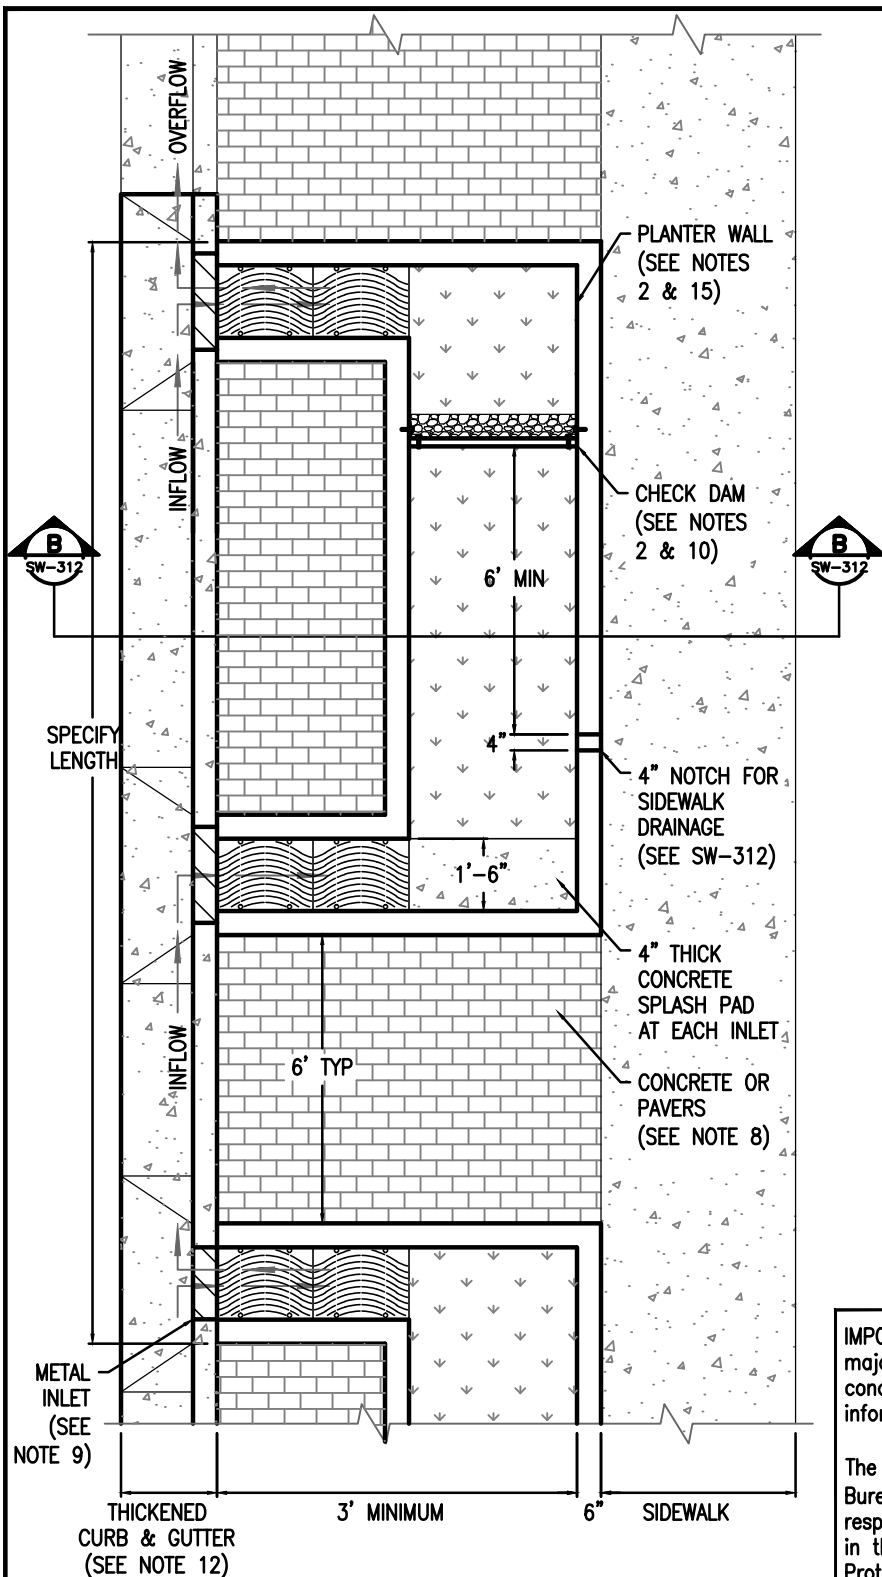 OVERFLOW
PLANTER WALL
(SEE NOTES
2 & 15)
INFLOW
CHECK DAM
(SEE NOTES
2 & 10)
B
SW-312
B
SW-312
6' MIN
SPECIFY
LENGTH
4"
4" NOTCH FOR
SIDEWALK
DRAINAGE
(SEE SW-312)
1'-6"
4" THICK
CONCRETE
SPLASH PAD
AT EACH INLET
INFLOW
6' TYP
CONCRETE OR
PAVERS
(SEE NOTE 8)
METAL
INLET
(SEE
NOTE 9)
THICKENED
CURB & GUTTER
(SEE NOTE 12)
3' MINIMUM
6"
SIDEWALK
The
in